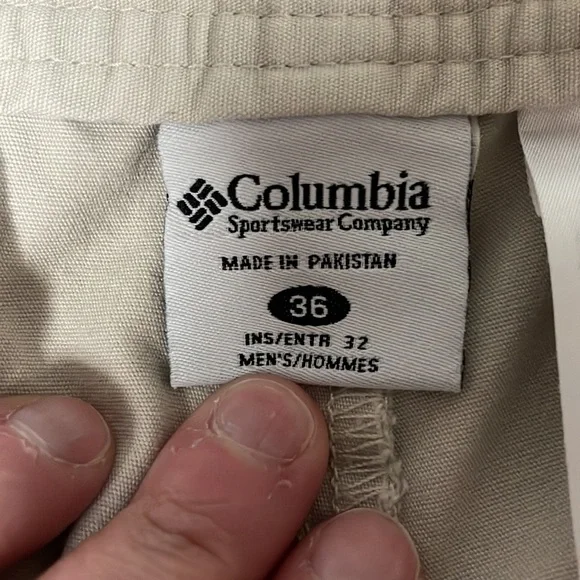 Columbia
Sportswear Company
MADE IN PAKISTAN
36
INS/ENTR 32
MEN'S/HOMMES